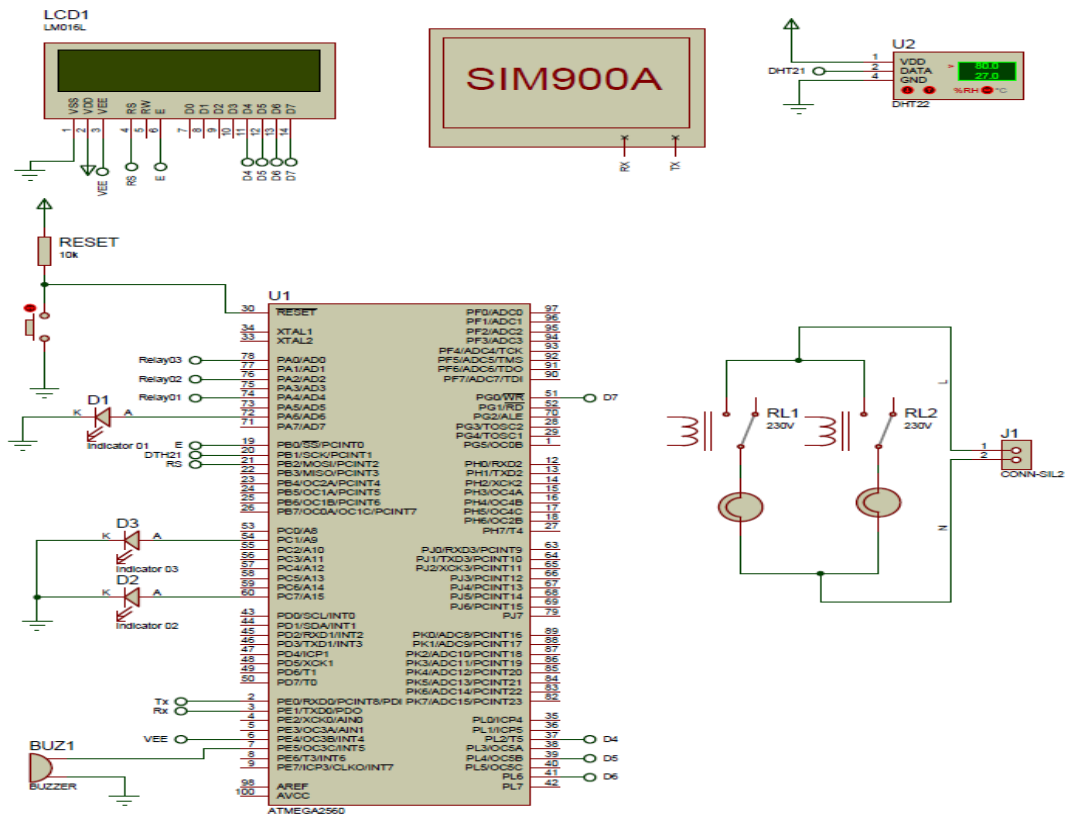 LCD1
LM016L
VSS VDD VEE RS RW E D0 D1 D2 D3 D4 D5 D6 D7
1 2 3 4 5 6 7 8 9 10 11 12 13 14
VEE RS E D4 D5 D6 D7
SIM900A
RX TX
U2
DHT21
1 VDD
2 DATA
4 GND
> 80.0
27.0
%RH °C
DHT22
RESET
10k
U1
30 RESET
34 XTAL1
33 XTAL2
Relay03 78 PA0/AD0
77 PA1/AD1
Relay02 76 PA2/AD2
75 PA3/AD3
Relay01 74 PA4/AD4
73 PA5/AD5
72 PA6/AD6
71 PA7/AD7
D1
K A
Indicator 01
E 19 PB0/SS/PCINT0
DTH21 20 PB1/SCK/PCINT1
RS 21 PB2/MOSI/PCINT2
22 PB3/MISO/PCINT3
23 PB4/OC2A/PCINT4
24 PB5/OC1A/PCINT5
25 PB6/OC1B/PCINT6
26 PB7/OC0A/OC1C/PCINT7
53 PC0/A8
54 PC1/A9
55 PC2/A10
56 PC3/A11
57 PC4/A12
58 PC5/A13
59 PC6/A14
60 PC7/A15
D3
K A
Indicator 03
D2
K A
Indicator 02
43 PD0/SCL/INT0
44 PD1/SDA/INT1
45 PD2/RXD1/INT2
46 PD3/TXD1/INT3
47 PD4/ICP1
48 PD5/XCK1
49 PD6/T1
50 PD7/T0
Tx 2 PE0/RXD0/PCINT8/PDI
Rx 3 PE1/TXD0/PDO
4 PE2/XCK0/AIN0
5 PE3/OC3A/AIN1
VEE 6 PE4/OC3B/INT4
7 PE5/OC3C/INT5
8 PE6/T3/INT6
9 PE7/ICP3/CLKO/INT7
98 AREF
100 AVCC
ATMEGA2560
BUZ1
BUZZER
PF0/ADC0 97
PF1/ADC1 96
PF2/ADC2 95
PF3/ADC3 94
PF4/ADC4/TCK 93
PF5/ADC5/TMS 92
PF6/ADC6/TDO 91
PF7/ADC7/TDI 90
PG0/WR 51 D7
PG1/RD 52
PG2/ALE 70
PG3/TOSC2 28
PG4/TOSC1 29
PG5/OC0B 1
PH0/RXD2 12
PH1/TXD2 13
PH2/XCK2 14
PH3/OC4A 15
PH4/OC4B 16
PH5/OC4C 17
PH6/OC2B 18
PH7/T4 27
PJ0/RXD3/PCINT9 63
PJ1/TXD3/PCINT10 64
PJ2/XCK3/PCINT11 65
PJ3/PCINT12 66
PJ4/PCINT13 67
PJ5/PCINT14 68
PJ6/PCINT15 69
PJ7 79
PK0/ADC8/PCINT16 89
PK1/ADC9/PCINT17 88
PK2/ADC10/PCINT18 87
PK3/ADC11/PCINT19 86
PK4/ADC12/PCINT20 85
PK5/ADC13/PCINT21 84
PK6/ADC14/PCINT22 83
PK7/ADC15/PCINT23 82
PL0/ICP4 35
PL1/ICP5 36
PL2/T5 37 D4
PL3/OC5A 38
PL4/OC5B 39 D5
PL5/OC5C 40
PL6 41 D6
PL7 42
RL1
230V
RL2
230V
L
J1
1
2
CONN-SIL2
N